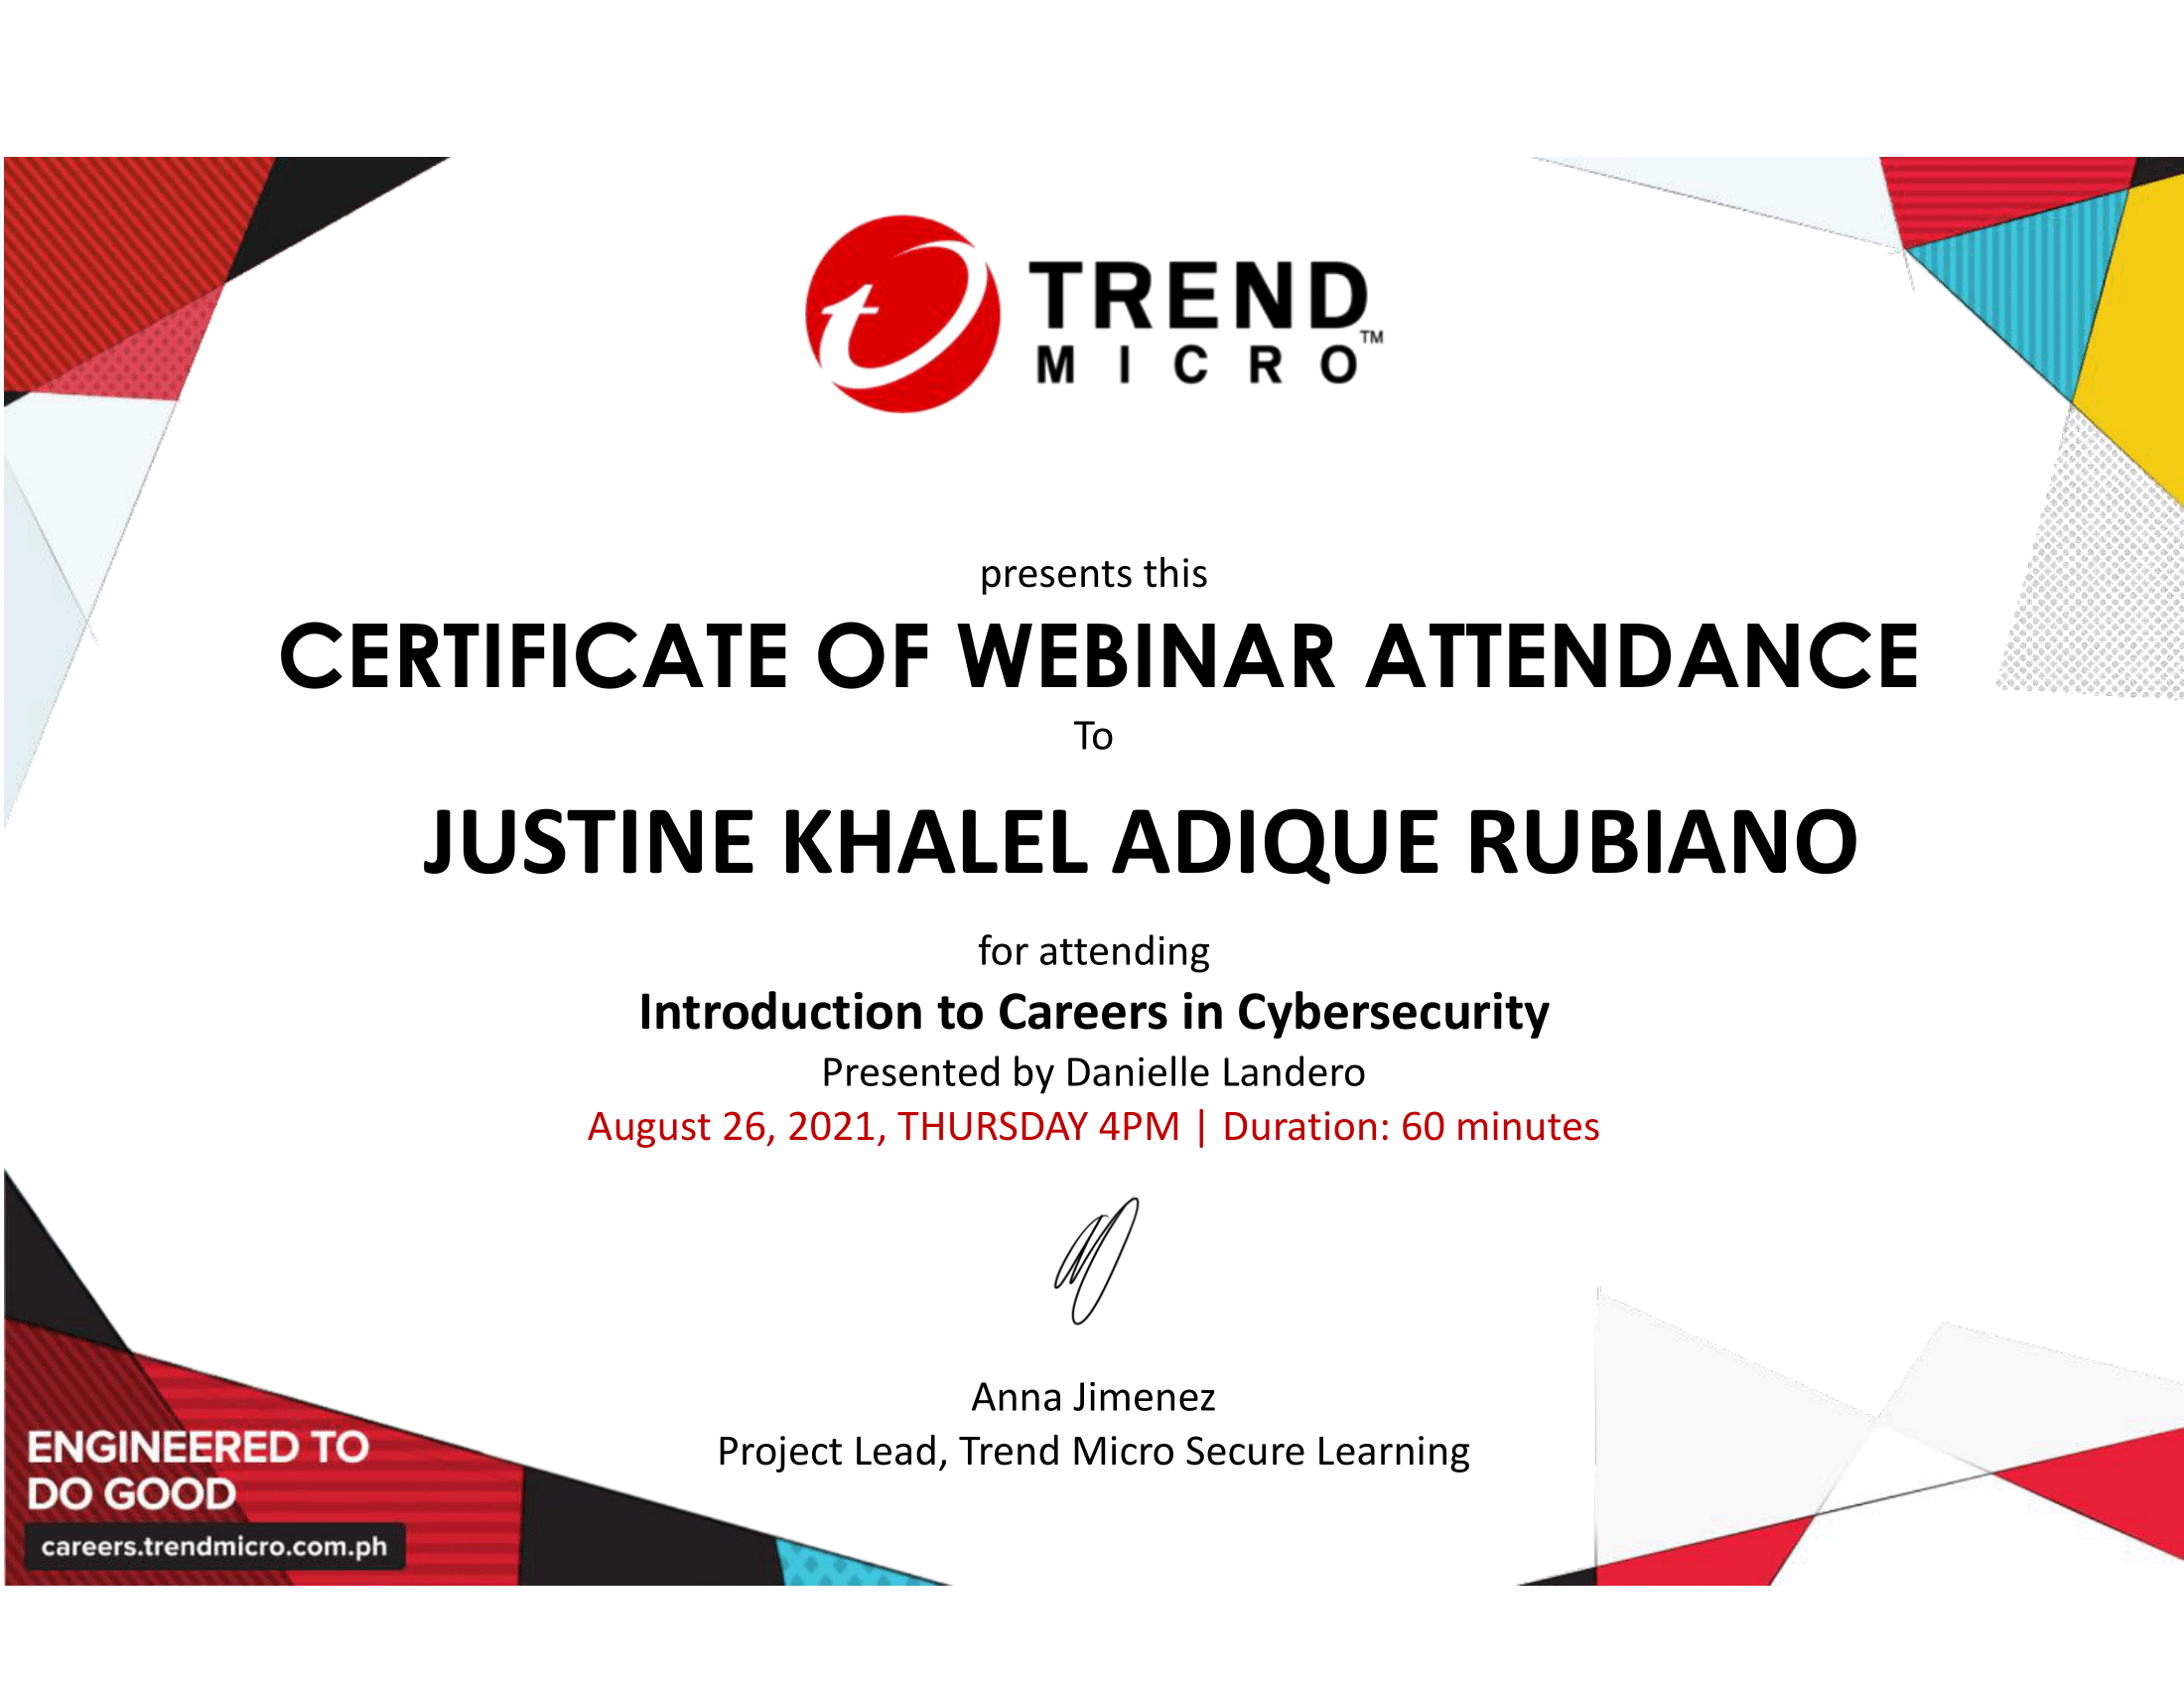 TREND
MICRO™
presents this
CERTIFICATE OF WEBINAR ATTENDANCE
To
JUSTINE KHALEL ADIQUE RUBIANO
for attending
Introduction to Careers in Cybersecurity
Presented by Danielle Landero
August 26, 2021, THURSDAY 4PM | Duration: 60 minutes
Anna Jimenez
Project Lead, Trend Micro Secure Learning
ENGINEERED TO
DO GOOD
careers.trendmicro.com.ph